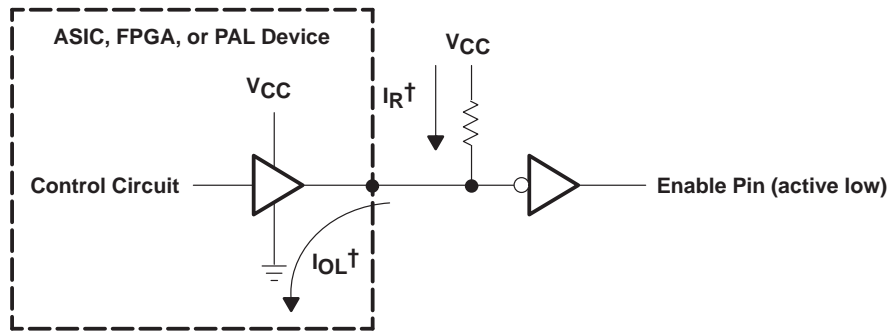 ASIC, FPGA, or PAL Device
VCC
VCC
IR†
Control Circuit
Enable Pin (active low)
IOL†